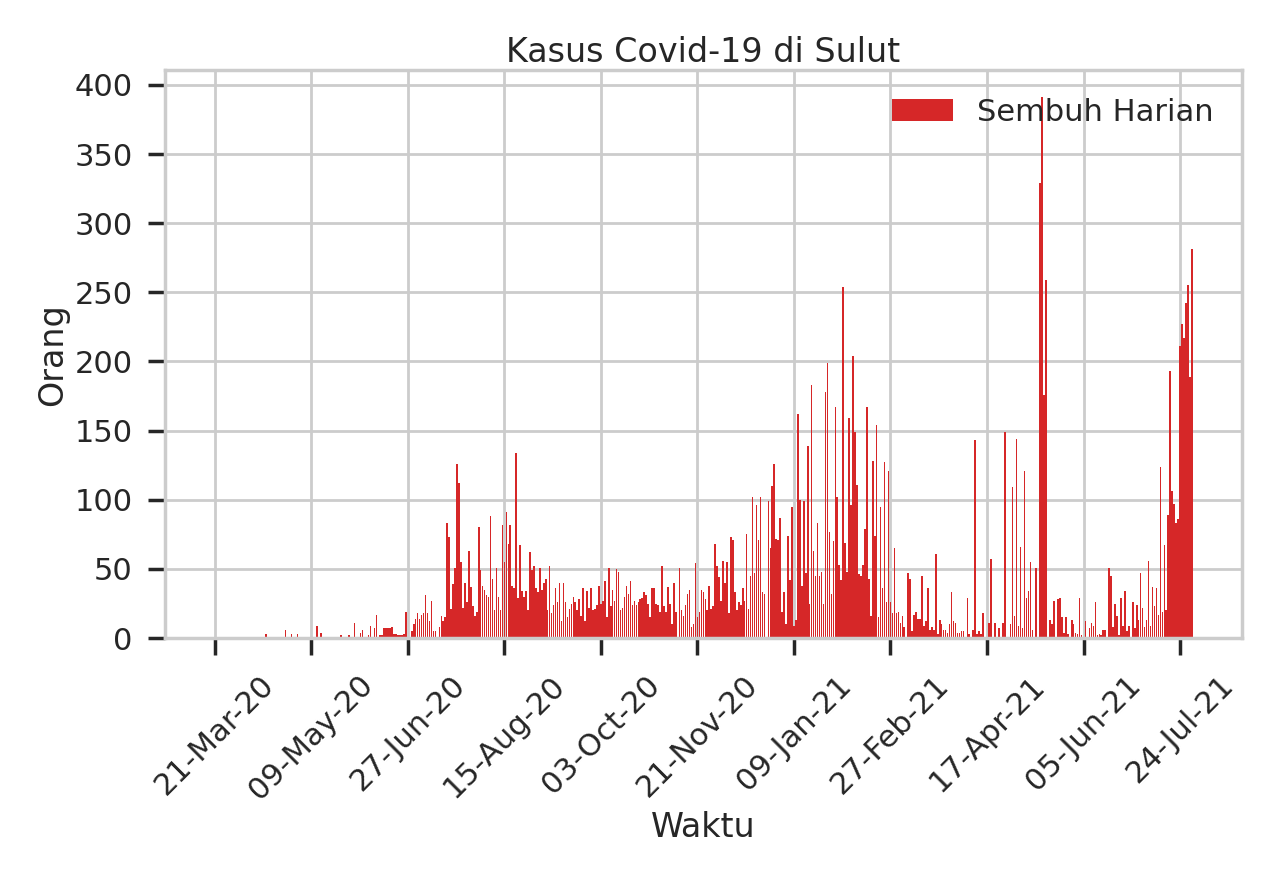 Kasus Covid-19 di Sulut
Sembuh Harian
400
350
300
250
200
150
100
50
0
Orang
21-Mar-20
09-May-20
27-Jun-20
15-Aug-20
03-Oct-20
21-Nov-20
09-Jan-21
27-Feb-21
17-Apr-21
05-Jun-21
24-Jul-21
Waktu